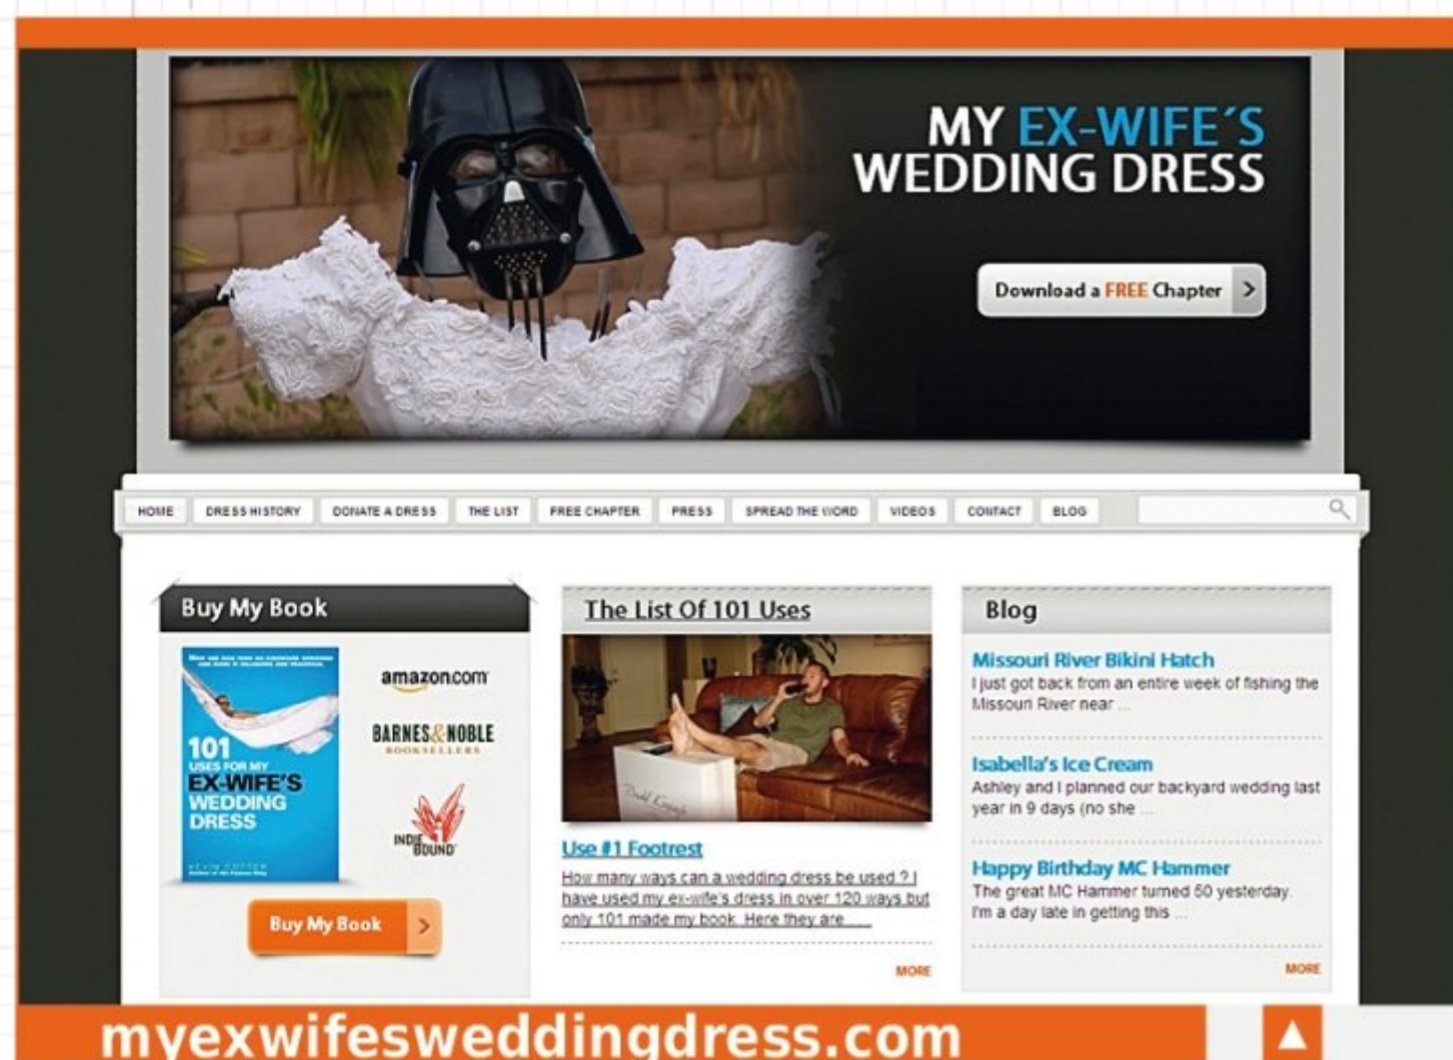 MY EX-WIFE´S
WEDDING DRESS
Download a FREE Chapter
HOME DRESS HISTORY DONATE A DRESS THE LIST FREE CHAPTER PRESS SPREAD THE WORD VIDEOS CONTACT BLOG
Buy My Book
101
USES FOR MY
EX-WIFE'S
WEDDING
DRESS
KEVIN COTTER
amazon.com
BARNES & NOBLE
BOOKSELLERS
INDIE
BOUND
Buy My Book
The List Of 101 Uses
Use #1 Footrest
How many ways can a wedding dress be used ? I
have used my ex-wife's dress in over 120 ways but
only 101 made my book. Here they are......
MORE
Blog
Missouri River Bikini Hatch
I just got back from an entire week of fishing the
Missouri River near ...
Isabella's Ice Cream
Ashley and I planned our backyard wedding last
year in 9 days (no she ...
Happy Birthday MC Hammer
The great MC Hammer turned 50 yesterday.
I'm a day late in getting this ...
MORE
myexwifesweddingdress.com